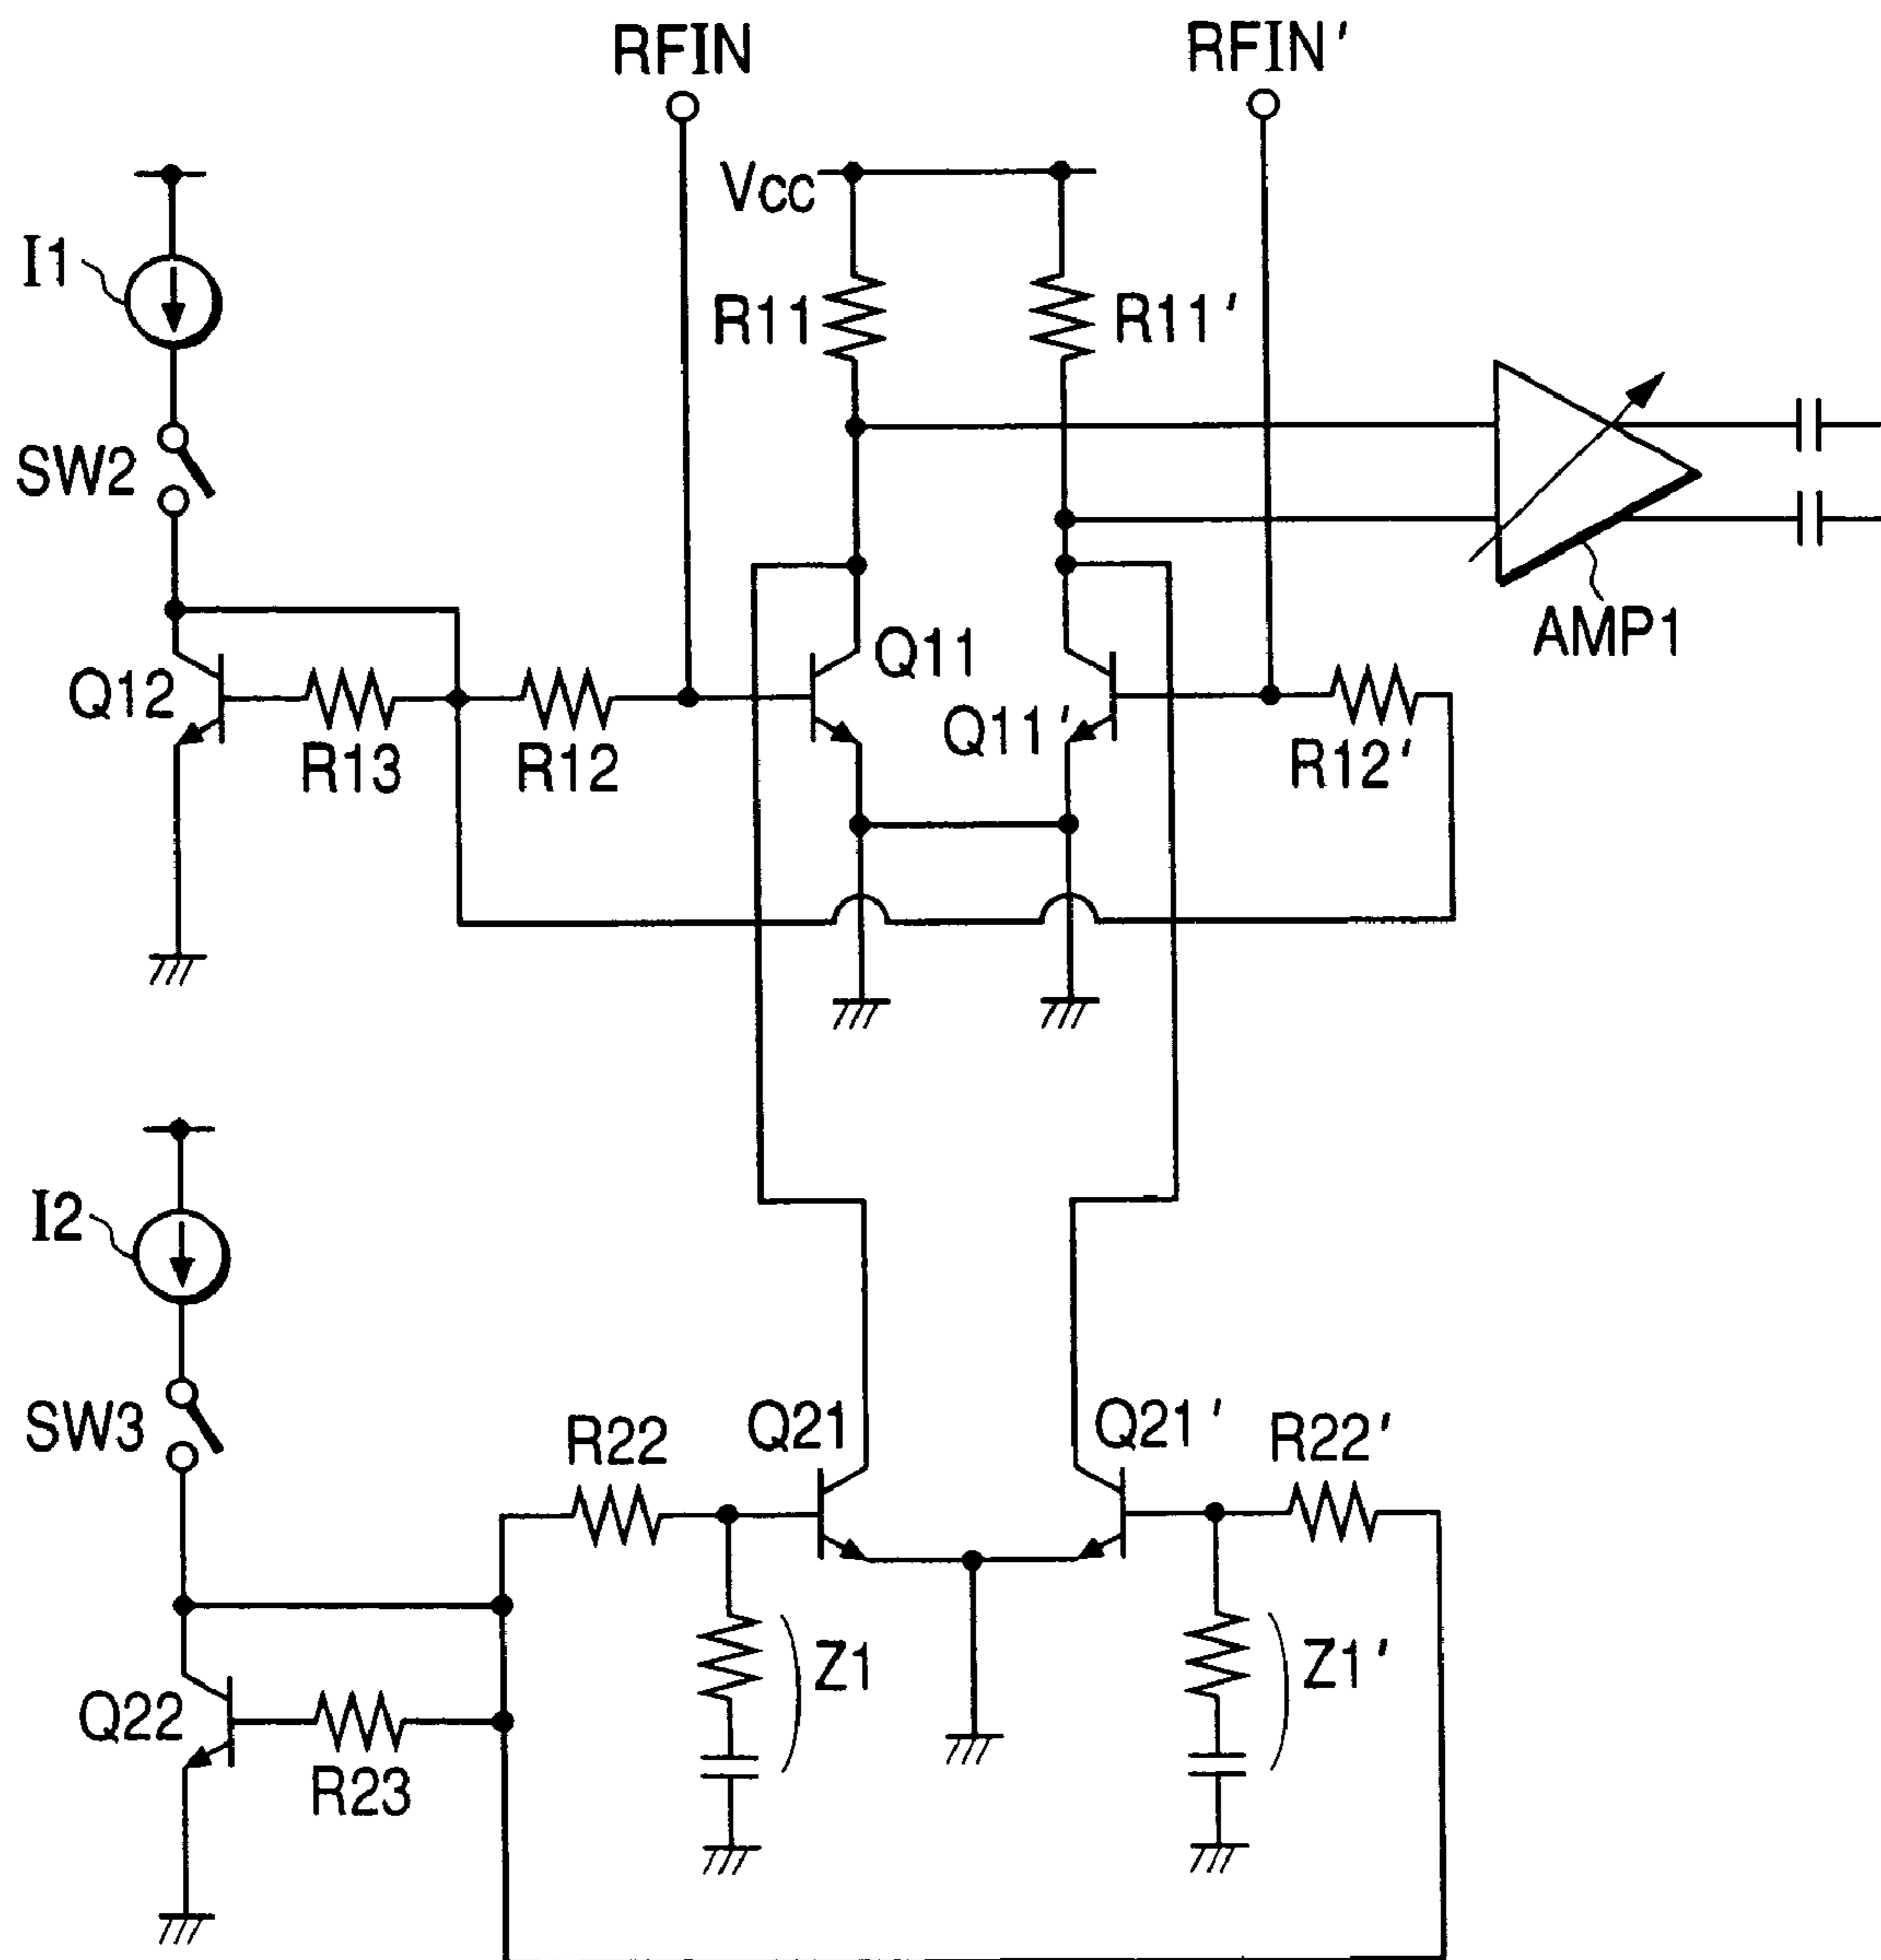 RFIN
RFIN'
Vcc
I1
R11
R11'
SW2
AMP1
Q12
Q11
Q11'
R13
R12
R12'
I2
SW3
R22
Q21
Q21'
R22'
Z1
Z1'
Q22
R23